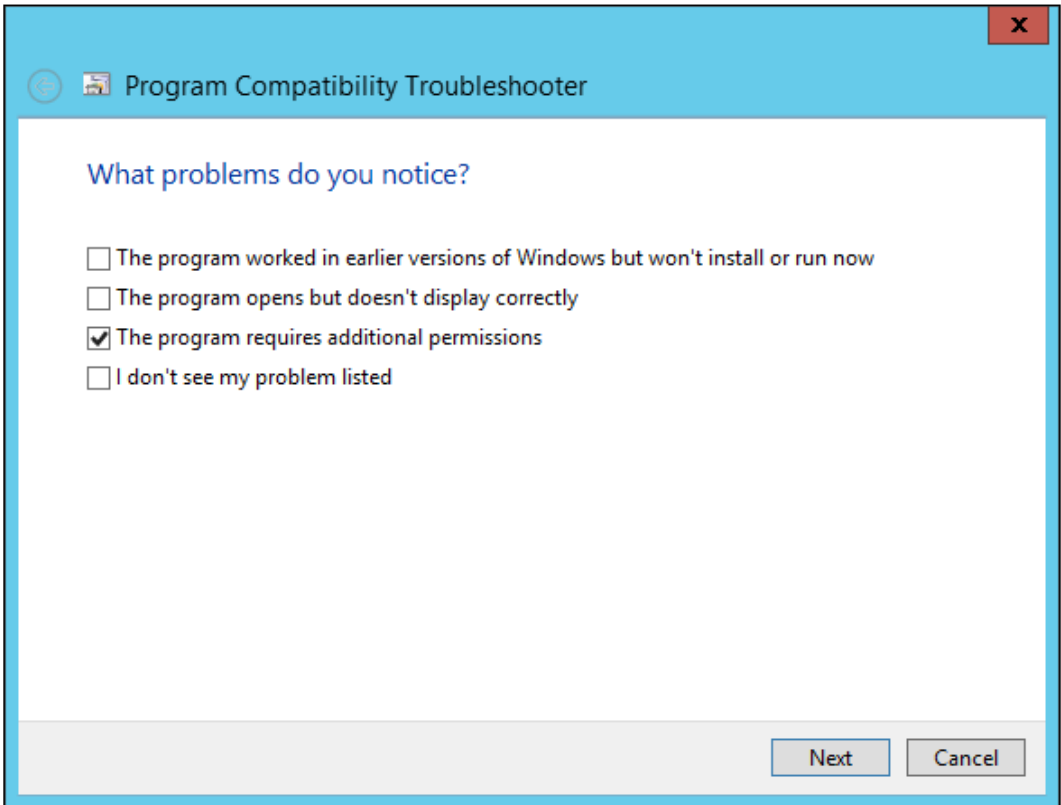 x
Program Compatibility Troubleshooter
What problems do you notice?
The program worked in earlier versions of Windows but won't install or run now
The program opens but doesn't display correctly
The program requires additional permissions
I don't see my problem listed
Next Cancel